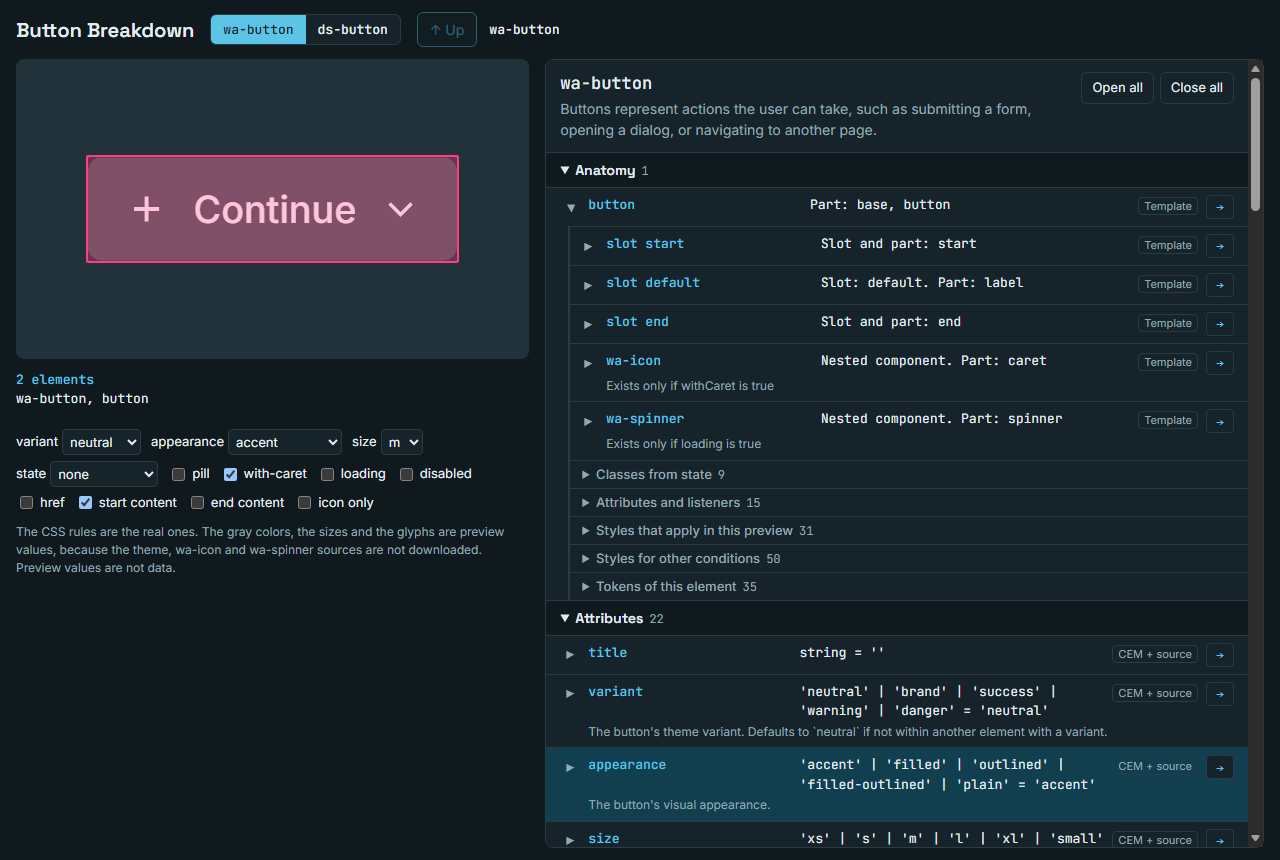 Button Breakdown wa-button ds-button ↑ Up wa-button
Continue
2 elements
wa-button, button
variant neutral appearance accent size m
state none pill with-caret loading disabled
href start content end content icon only
The CSS rules are the real ones. The gray colors, the sizes and the glyphs are preview
values, because the theme, wa-icon and wa-spinner sources are not downloaded.
Preview values are not data.
wa-button Open all Close all
Buttons represent actions the user can take, such as submitting a form,
opening a dialog, or navigating to another page.
▼ Anatomy 1
▼ button Part: base, button Template →
▶ slot start Slot and part: start Template →
▶ slot default Slot: default. Part: label Template →
▶ slot end Slot and part: end Template →
▶ wa-icon Nested component. Part: caret Template →
Exists only if withCaret is true
▶ wa-spinner Nested component. Part: spinner Template →
Exists only if loading is true
▶ Classes from state 9
▶ Attributes and listeners 15
▶ Styles that apply in this preview 31
▶ Styles for other conditions 50
▶ Tokens of this element 35
▼ Attributes 22
▶ title string = '' CEM + source →
▶ variant 'neutral' | 'brand' | 'success' | CEM + source →
'warning' | 'danger' = 'neutral'
The button's theme variant. Defaults to `neutral` if not within another element with a variant.
▶ appearance 'accent' | 'filled' | 'outlined' | CEM + source →
'filled-outlined' | 'plain' = 'accent'
The button's visual appearance.
▶ size 'xs' | 's' | 'm' | 'l' | 'xl' | 'small' CEM + source →